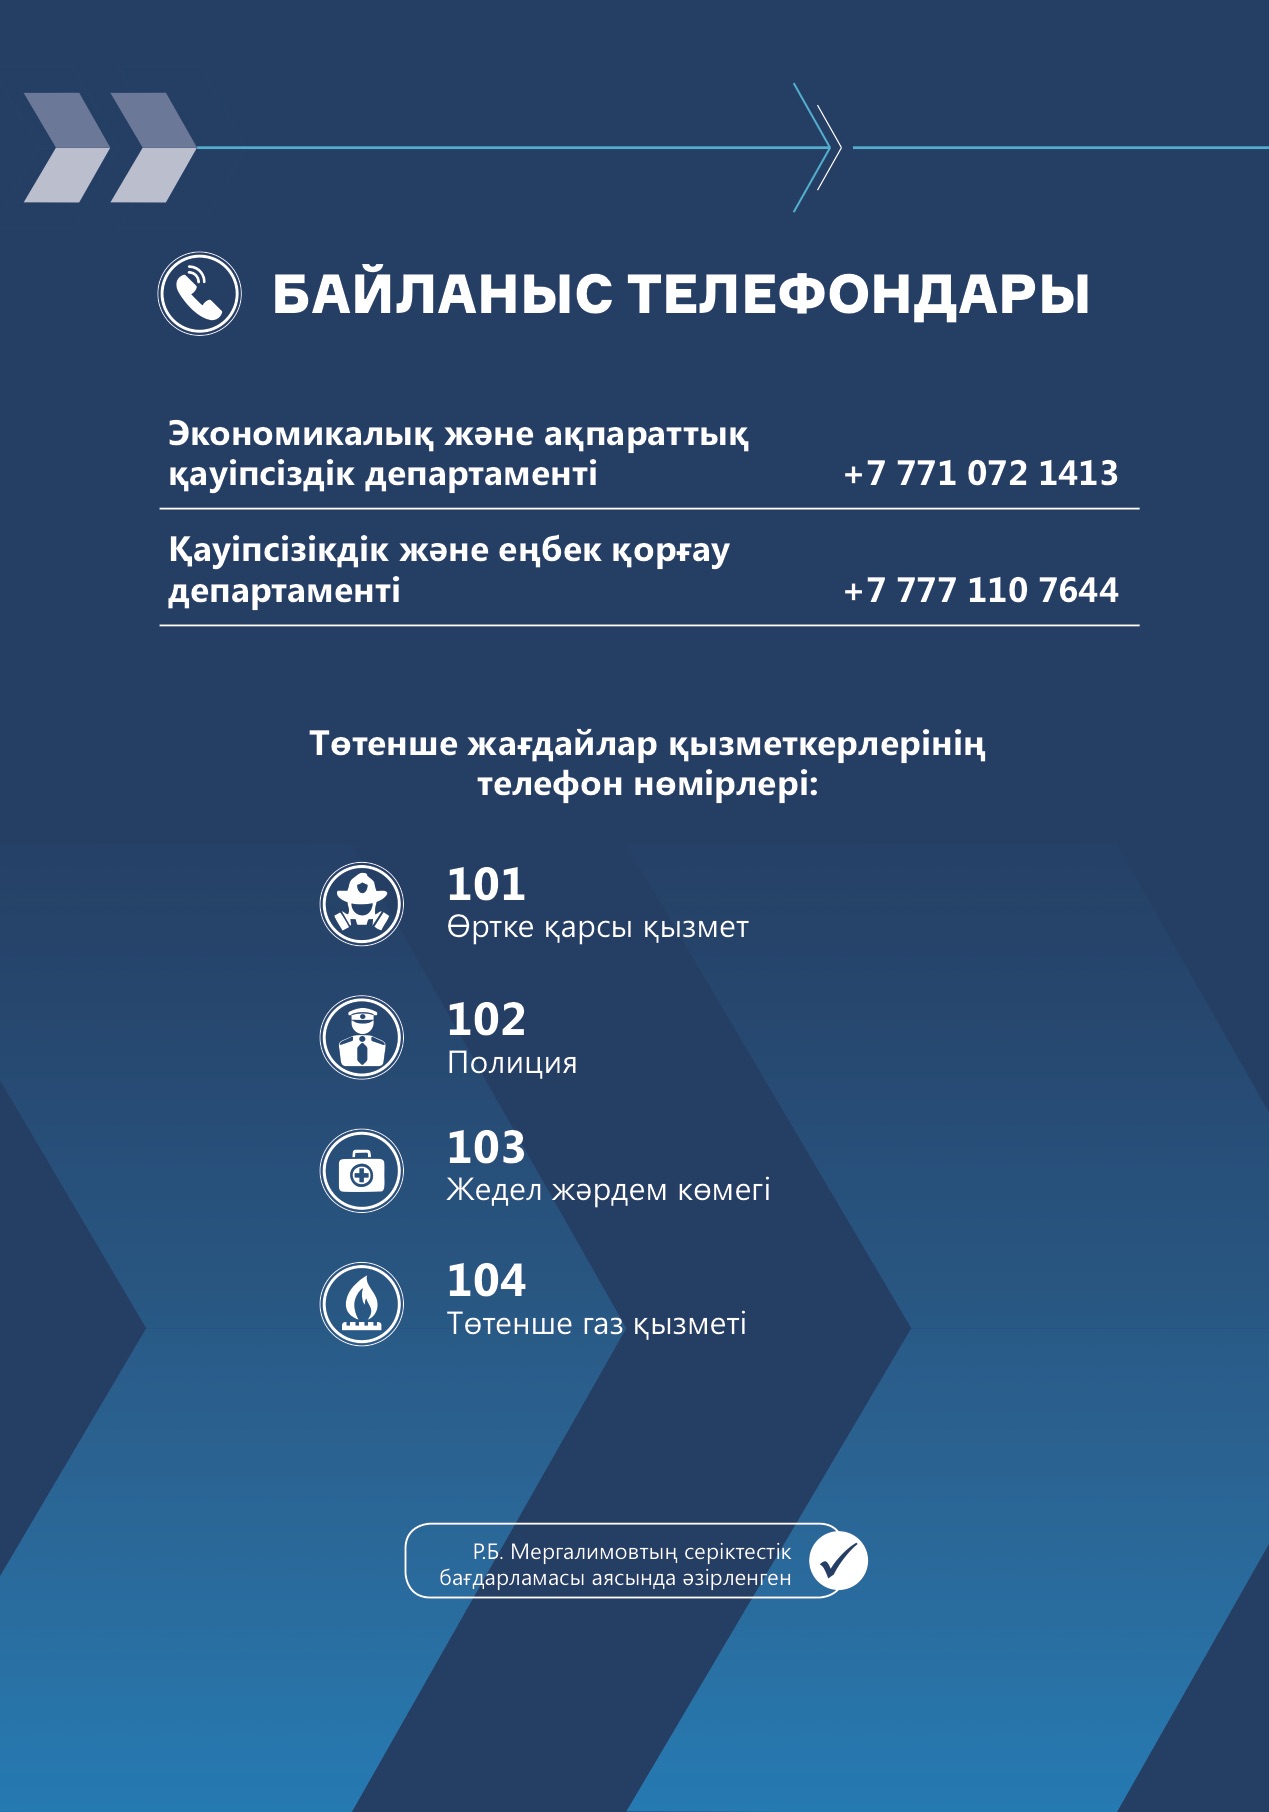 БАЙЛАНЫС ТЕЛЕФОНДАРЫ
Экономикалық және ақпараттық
қауіпсіздік департаменті +7 771 072 1413
Қауіпсізікдік және еңбек қорғау
департаменті +7 777 110 7644
Төтенше жағдайлар қызметкерлерінің
телефон нөмірлері:
101
Өртке қарсы қызмет
102
Полиция
103
Жедел жәрдем көмегі
104
Төтенше газ қызметі
Р.Б. Мергалимовтың серіктестік
бағдарламасы аясында әзірленген